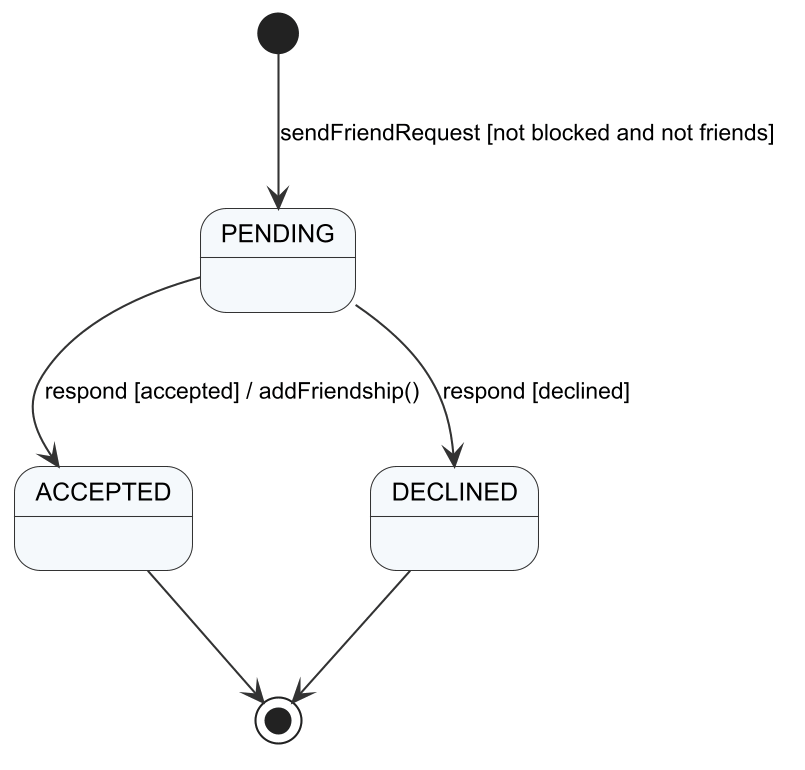 sendFriendRequest [not blocked and not friends]
PENDING
respond [accepted] / addFriendship()
respond [declined]
ACCEPTED
DECLINED